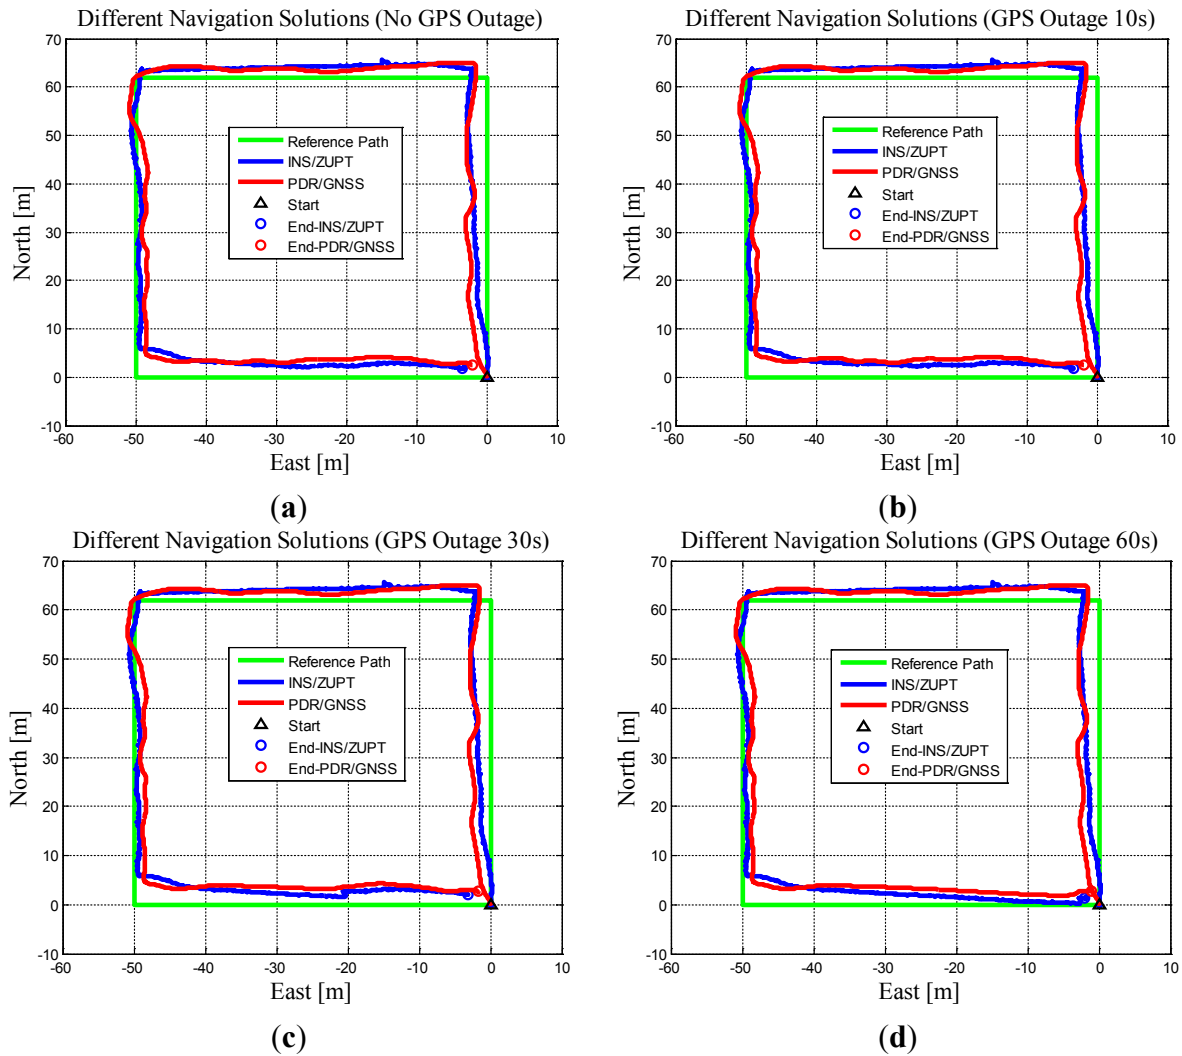 Different Navigation Solutions (No GPS Outage)
70
60
50
40
30
20
10
0
-10
North [m]
Reference Path
INS/ZUPT
PDR/GNSS
Start
End-INS/ZUPT
End-PDR/GNSS
-60 -50 -40 -30 -20 -10 0 10
East [m]
(a)
Different Navigation Solutions (GPS Outage 10s)
70
60
50
40
30
20
10
0
-10
North [m]
Reference Path
INS/ZUPT
PDR/GNSS
Start
End-INS/ZUPT
End-PDR/GNSS
-60 -50 -40 -30 -20 -10 0 10
East [m]
(b)
Different Navigation Solutions (GPS Outage 30s)
70
60
50
40
30
20
10
0
-10
North [m]
Reference Path
INS/ZUPT
PDR/GNSS
Start
End-INS/ZUPT
End-PDR/GNSS
-60 -50 -40 -30 -20 -10 0 10
East [m]
(c)
Different Navigation Solutions (GPS Outage 60s)
70
60
50
40
30
20
10
0
-10
North [m]
Reference Path
INS/ZUPT
PDR/GNSS
Start
End-INS/ZUPT
End-PDR/GNSS
-60 -50 -40 -30 -20 -10 0 10
East [m]
(d)